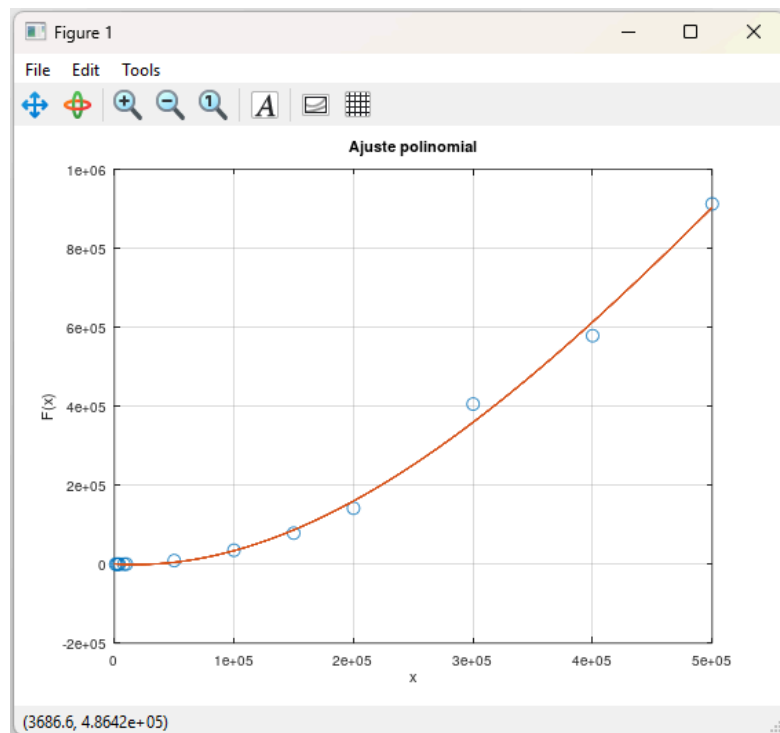 Figure 1
File Edit Tools
1
A
Ajuste polinomial
1e+06
8e+05
6e+05
4e+05
2e+05
0
-2e+05
F(x)
0 1e+05 2e+05 3e+05 4e+05 5e+05
x
(3686.6, 4.8642e+05)